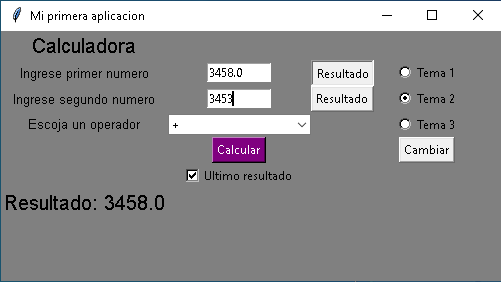 Mi primera aplicacion
Calculadora
Ingrese primer numero 3458.0 Resultado Tema 1
Ingrese segundo numero 3453 Resultado Tema 2
Escoja un operador + Tema 3
Calcular Cambiar
Ultimo resultado
Resultado: 3458.0